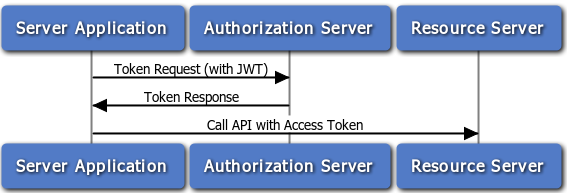 Server Application
Authorization Server
Resource Server
Token Request (with JWT)
Token Response
Call API with Access Token
Server Application
Authorization Server
Resource Server